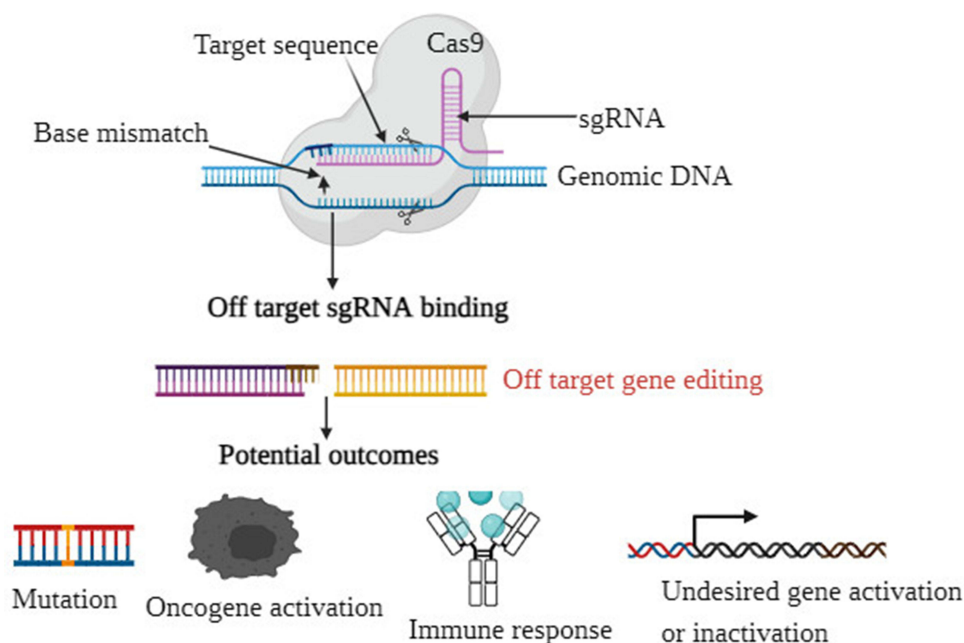 Target sequence
Cas9
sgRNA
Base mismatch
Genomic DNA
Off target sgRNA binding
Off target gene editing
Potential outcomes
Mutation
Oncogene activation
Immune response
Undesired gene activation
or inactivation